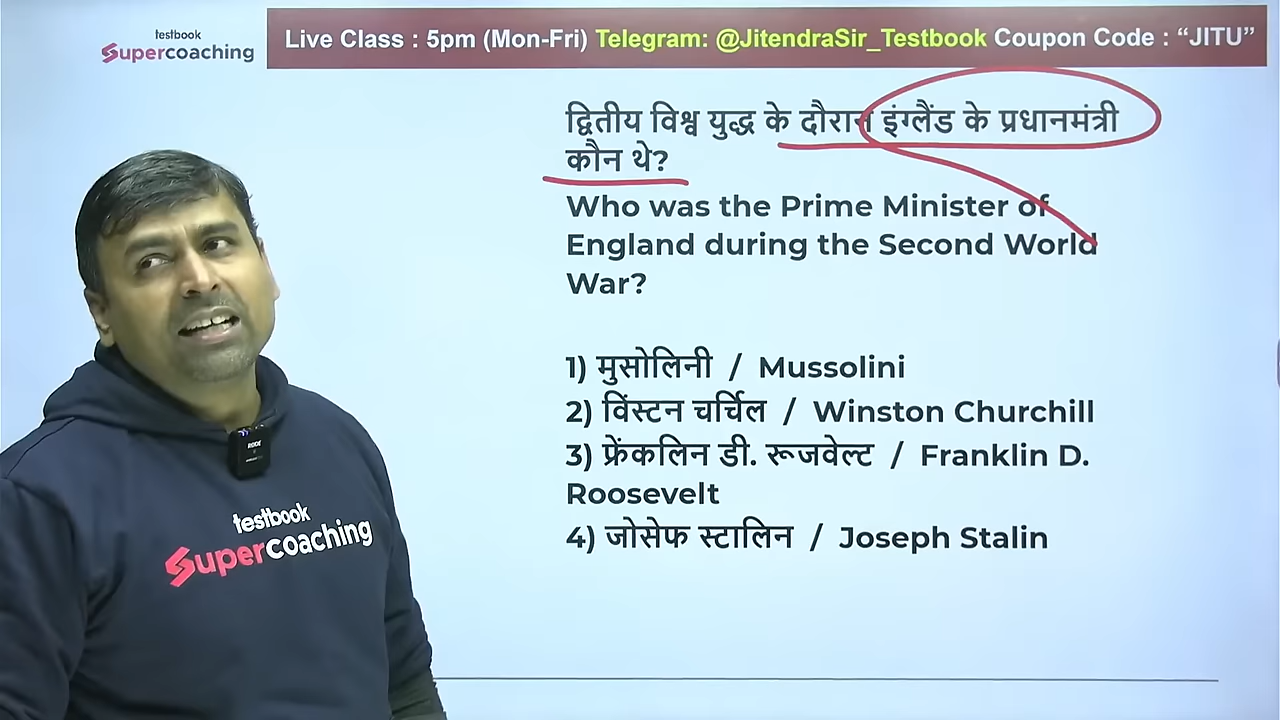 testbook
Supercoaching
Live Class : 5pm (Mon-Fri) Telegram: @JitendraSir_Testbook Coupon Code : “JITU”
द्वितीय विश्व युद्ध के दौरान इंग्लैंड के प्रधानमंत्री
कौन थे?
Who was the Prime Minister of
England during the Second World
War?
1) मुसोलिनी / Mussolini
2) विंस्टन चर्चिल / Winston Churchill
3) फ्रेंकलिन डी. रूजवेल्ट / Franklin D.
Roosevelt
4) जोसेफ स्टालिन / Joseph Stalin
RODE
testbook
Supercoaching